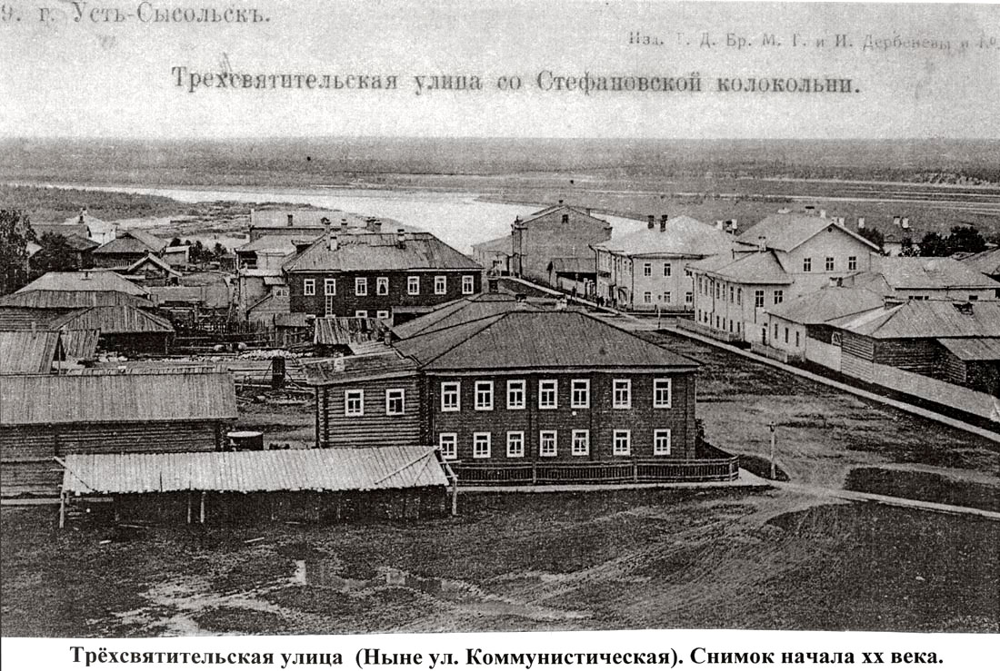 9. г. Усть-Сысольскъ.
Изд. Т. Д. Бр. М. Г. и И. Дербеневы и Ко.
Трехсвятительская улица со Стефановской колокольни.
Трёхсвятительская улица (Ныне ул. Коммунистическая). Снимок начала xx века.